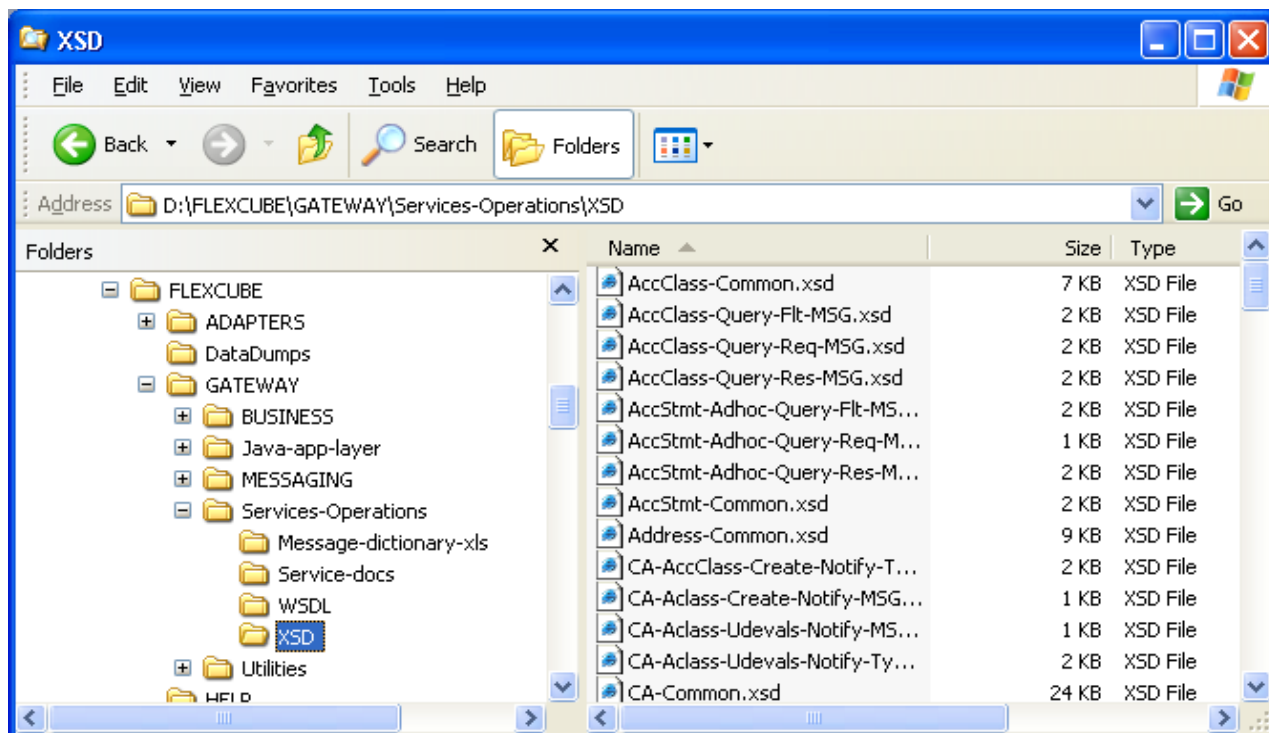 XSD
File Edit View Favorites Tools Help
Back Search Folders
Address D:\FLEXCUBE\GATEWAY\Services-Operations\XSD Go
Folders
FLEXCUBE
ADAPTERS
DataDumps
GATEWAY
BUSINESS
Java-app-layer
MESSAGING
Services-Operations
Message-dictionary-xls
Service-docs
WSDL
XSD
Utilities
HELP
Name Size Type
AccClass-Common.xsd 7 KB XSD File
AccClass-Query-Flt-MSG.xsd 2 KB XSD File
AccClass-Query-Req-MSG.xsd 2 KB XSD File
AccClass-Query-Res-MSG.xsd 2 KB XSD File
AccStmt-Adhoc-Query-Flt-MS... 2 KB XSD File
AccStmt-Adhoc-Query-Req-M... 1 KB XSD File
AccStmt-Adhoc-Query-Res-M... 2 KB XSD File
AccStmt-Common.xsd 2 KB XSD File
Address-Common.xsd 9 KB XSD File
CA-AccClass-Create-Notify-T... 2 KB XSD File
CA-Aclass-Create-Notify-MSG... 1 KB XSD File
CA-Aclass-Udevals-Notify-MS... 1 KB XSD File
CA-Aclass-Udevals-Notify-Ty... 2 KB XSD File
CA-Common.xsd 24 KB XSD File